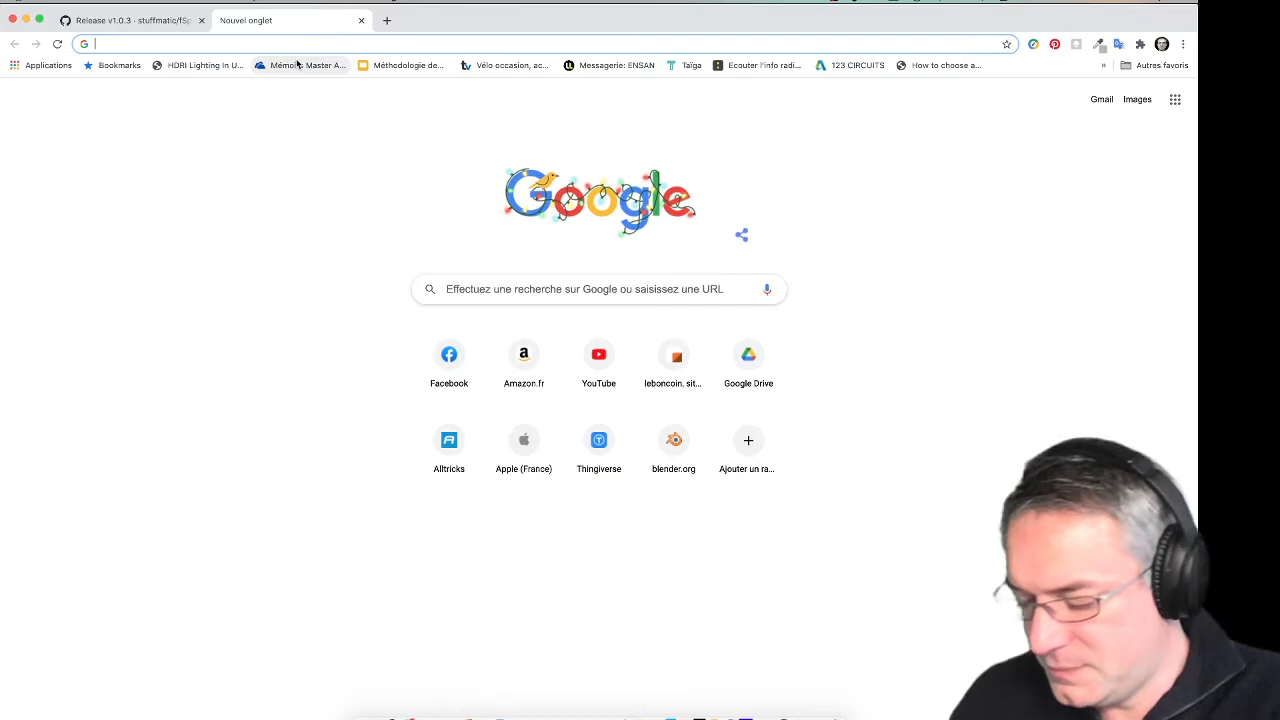 Release v1.0.3 · stuffmatic/fSp
Nouvel onglet
Applications
Bookmarks
HDRI Lighting In U...
Mémoire Master A...
Méthodologie de...
Vélo occasion, ac...
Messagerie: ENSAN
Taïga
Ecouter l'info radi...
123 CIRCUITS
How to choose a...
»
Autres favoris
Gmail
Images
Google
Effectuez une recherche sur Google ou saisissez une URL
Facebook
Amazon.fr
YouTube
leboncoin, sit...
Google Drive
Alltricks
Apple (France)
Thingiverse
blender.org
Ajouter un ra...